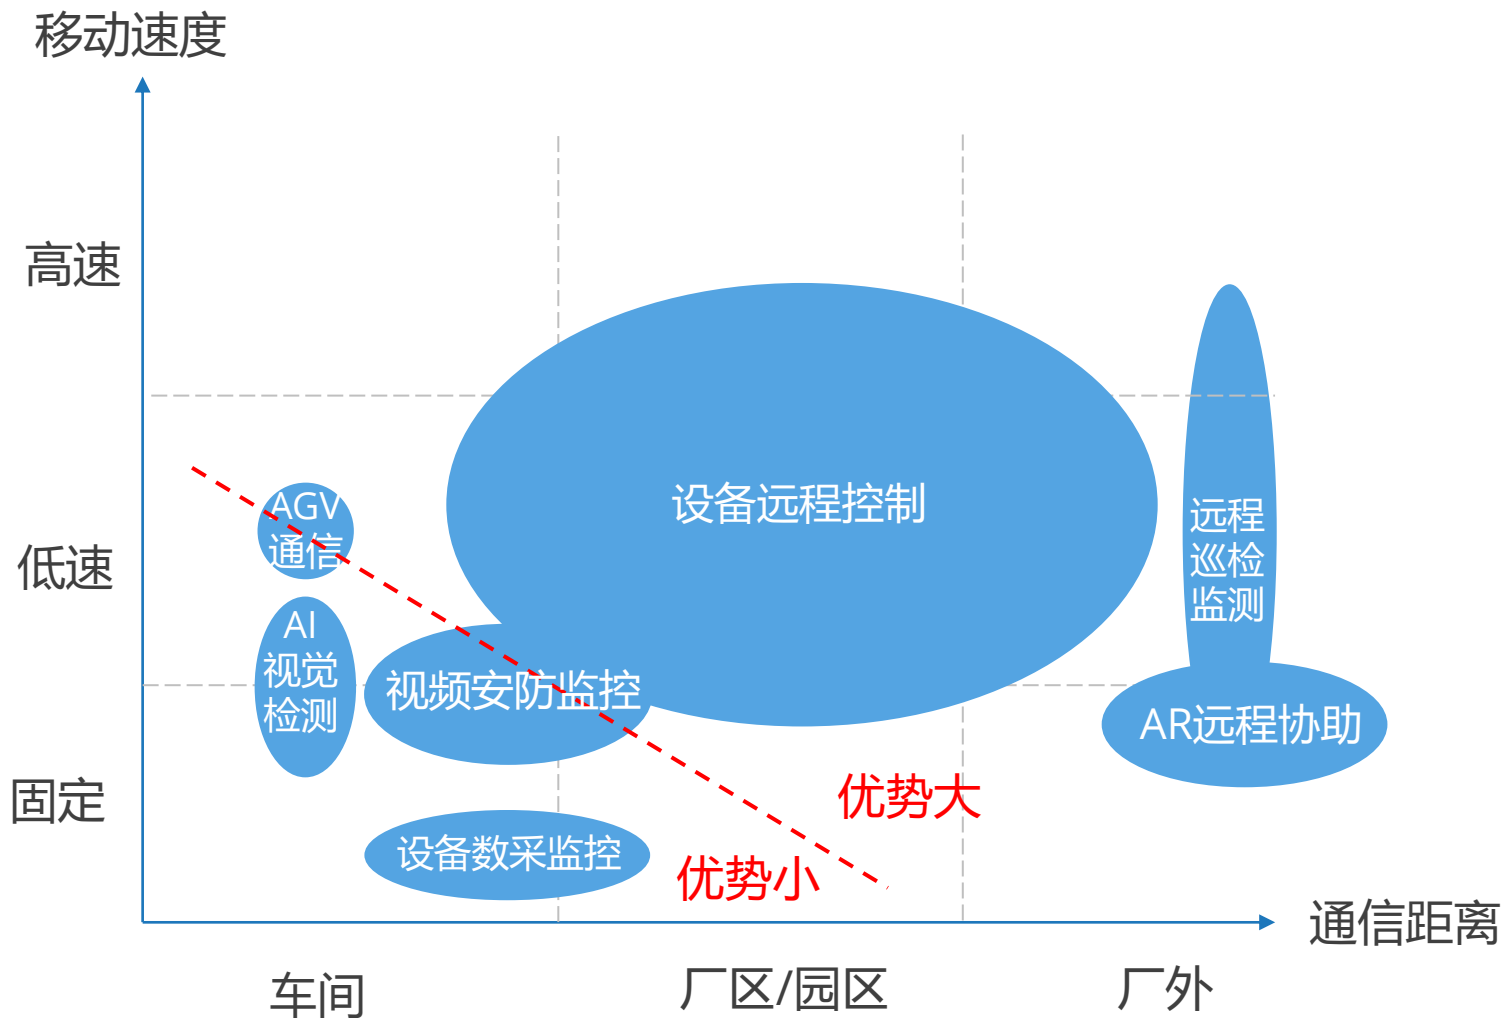 移动速度
高速
低速
固定
AGV
通信
AI
视觉
检测
视频安防监控
设备数采监控
设备远程控制
远程
巡检
监测
AR远程协助
优势大
优势小
通信距离
车间
厂区/园区
厂外